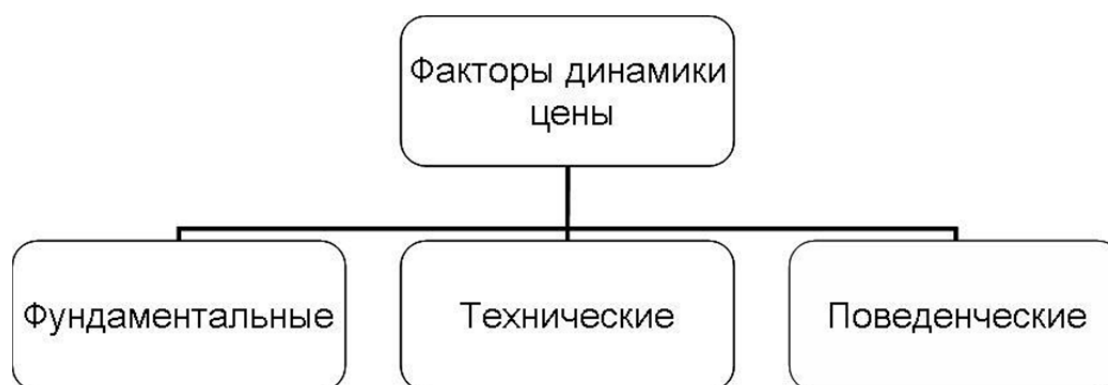 Факторы динамики
цены
Фундаментальные
Технические
Поведенческие